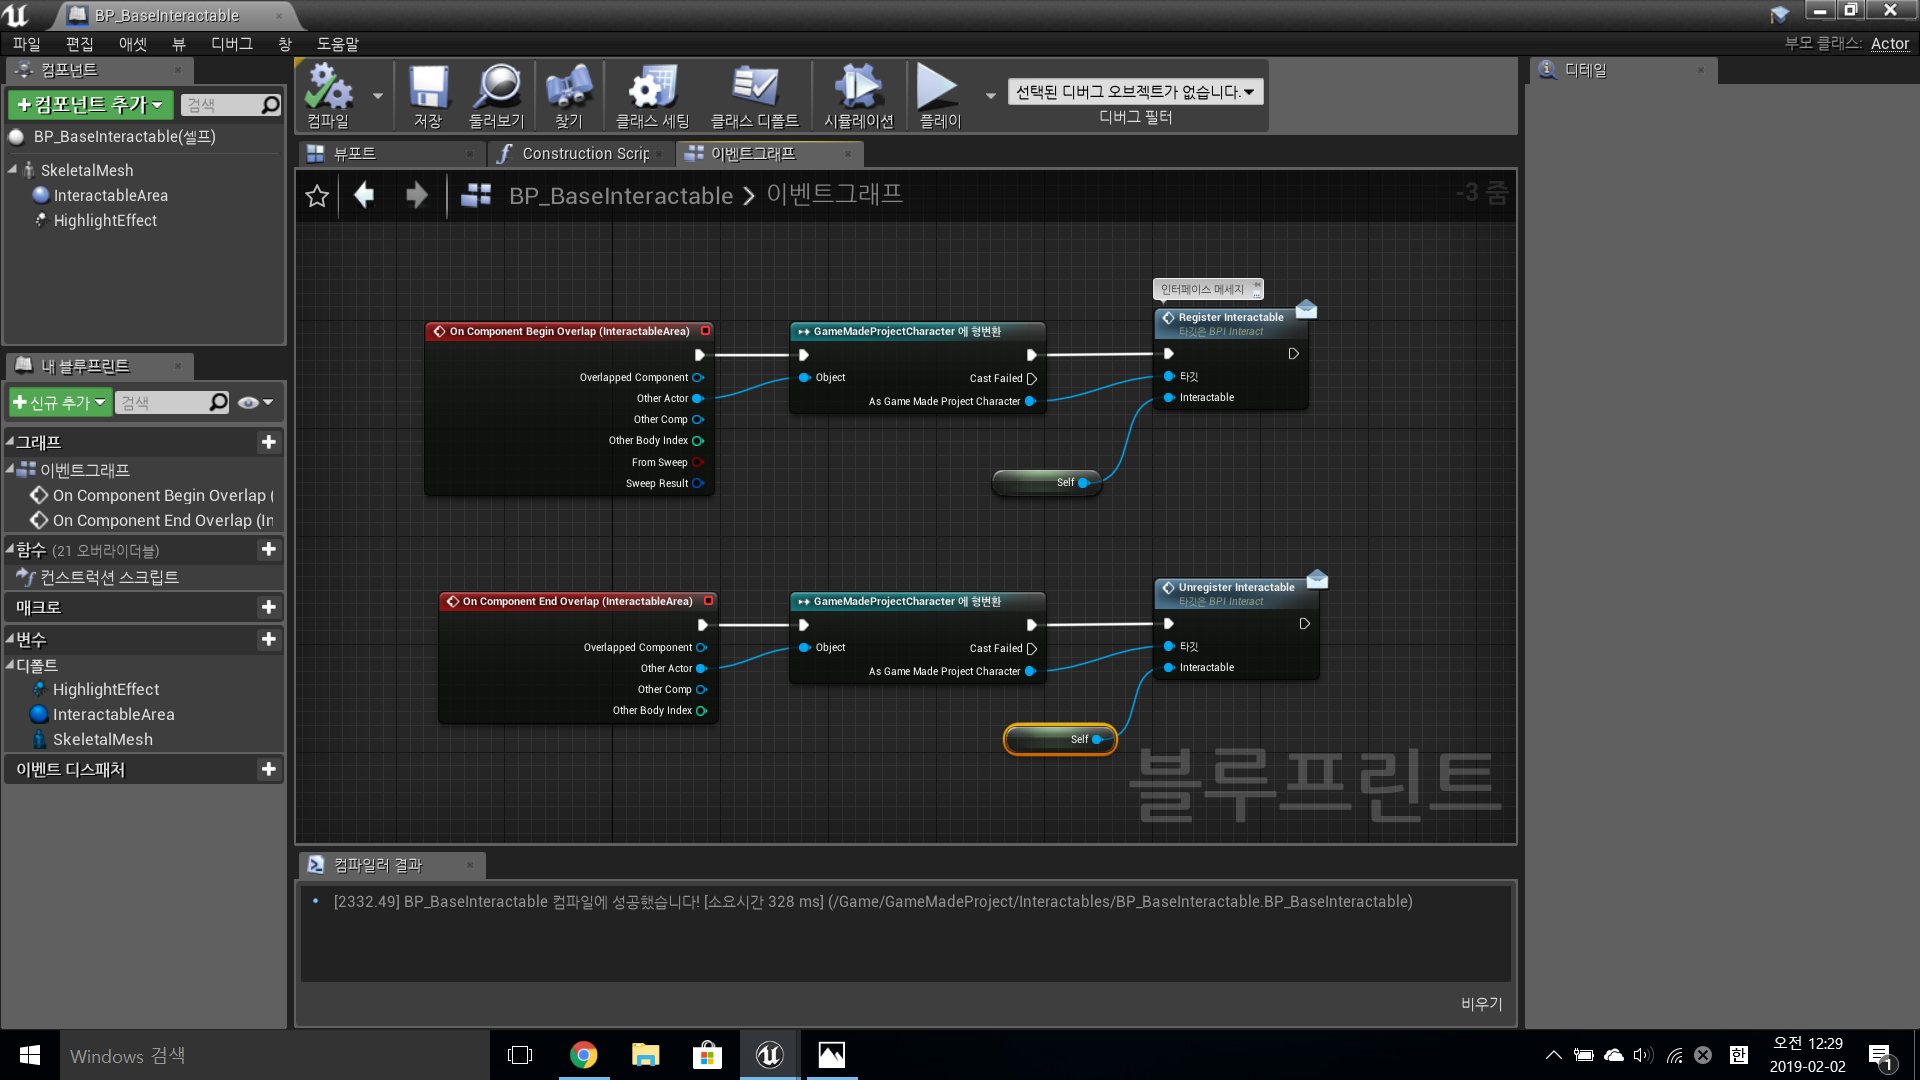 BP_BaseInteractable
파일 편집 애셋 뷰 디버그 창 도움말
부모 클래스: Actor
컴포넌트
+컴포넌트 추가
검색
BP_BaseInteractable(셀프)
SkeletalMesh
InteractableArea
HighlightEffect
내 블루프린트
+신규 추가
검색
그래프
이벤트그래프
On Component Begin Overlap (
On Component End Overlap (In
함수 (21 오버라이더블)
컨스트럭션 스크립트
매크로
변수
디폴트
HighlightEffect
InteractableArea
SkeletalMesh
이벤트 디스패처
컴파일
저장
둘러보기
찾기
클래스 세팅
클래스 디폴트
시뮬레이션
플레이
선택된 디버그 오브젝트가 없습니다.
디버그 필터
뷰포트
Construction Scrip
이벤트그래프
BP_BaseInteractable > 이벤트그래프
-3 줌
On Component Begin Overlap (InteractableArea)
Overlapped Component
Other Actor
Other Comp
Other Body Index
From Sweep
Sweep Result
GameMadeProjectCharacter 에 형변환
Object
Cast Failed
As Game Made Project Character
인터페이스 메세지
Register Interactable
타깃은 BPI Interact
타깃
Interactable
Self
On Component End Overlap (InteractableArea)
Overlapped Component
Other Actor
Other Comp
Other Body Index
GameMadeProjectCharacter 에 형변환
Object
Cast Failed
As Game Made Project Character
Unregister Interactable
타깃은 BPI Interact
타깃
Interactable
Self
블루프린트
컴파일러 결과
[2332.49] BP_BaseInteractable 컴파일에 성공했습니다! [소요시간 328 ms] (/Game/GameMadeProject/Interactables/BP_BaseInteractable.BP_BaseInteractable)
비우기
디테일
Windows 검색
한
오전 12:29
2019-02-02
1